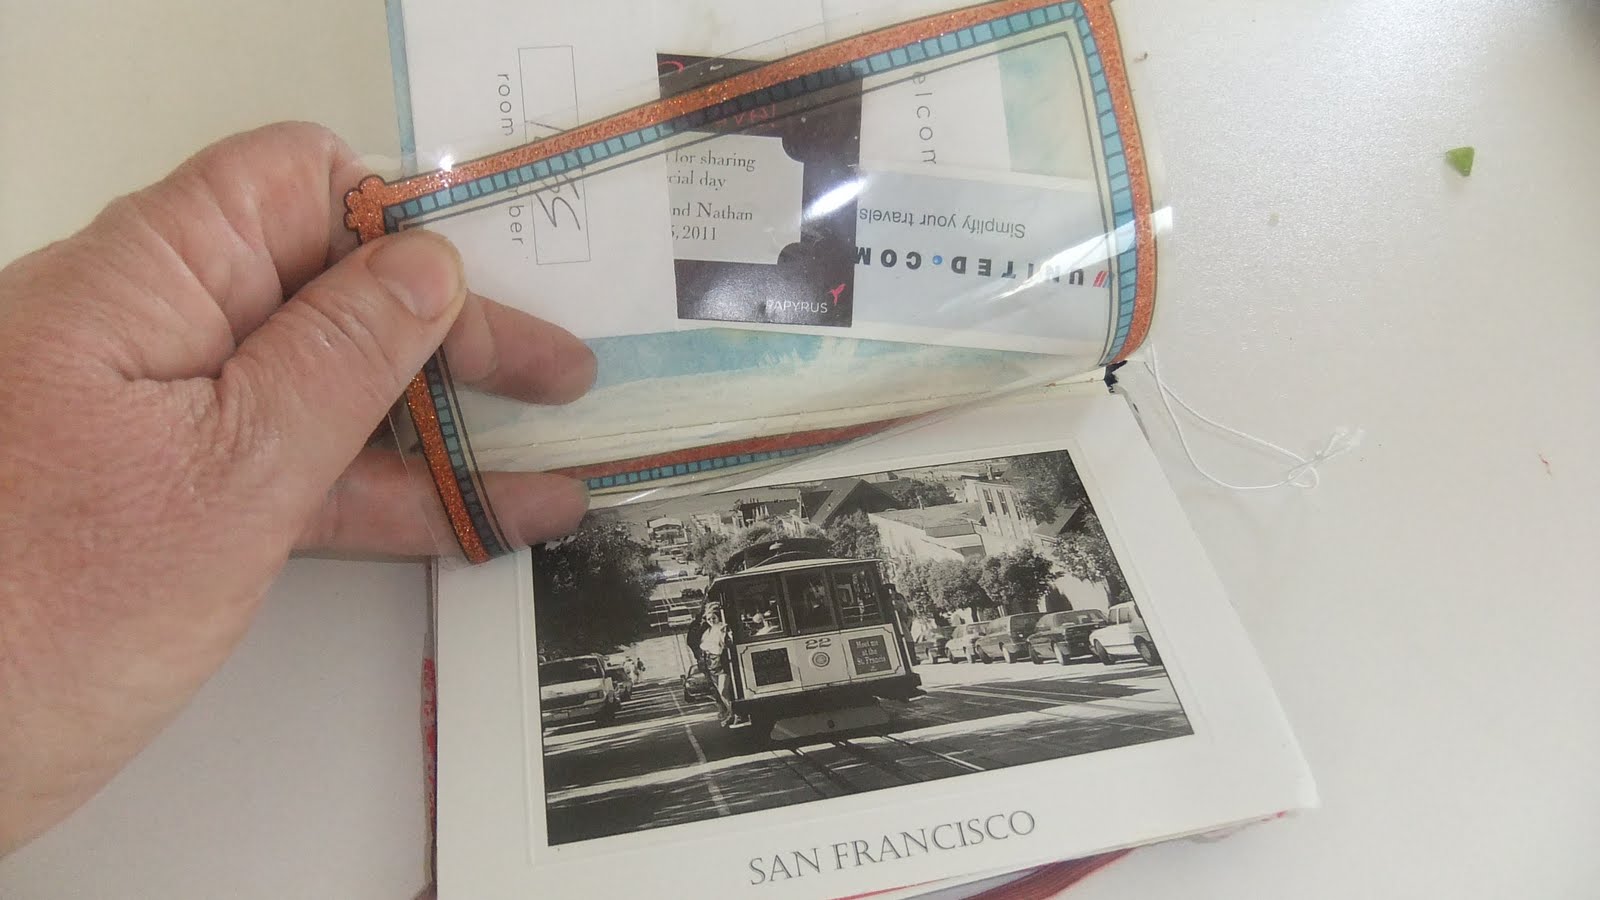 room number
for sharing
cial day
nd Nathan
5, 2011
PAPYRUS
elcom
Simplify your travels
UNITED.COM
22
Meet me
at the
St. Francis
SAN FRANCISCO